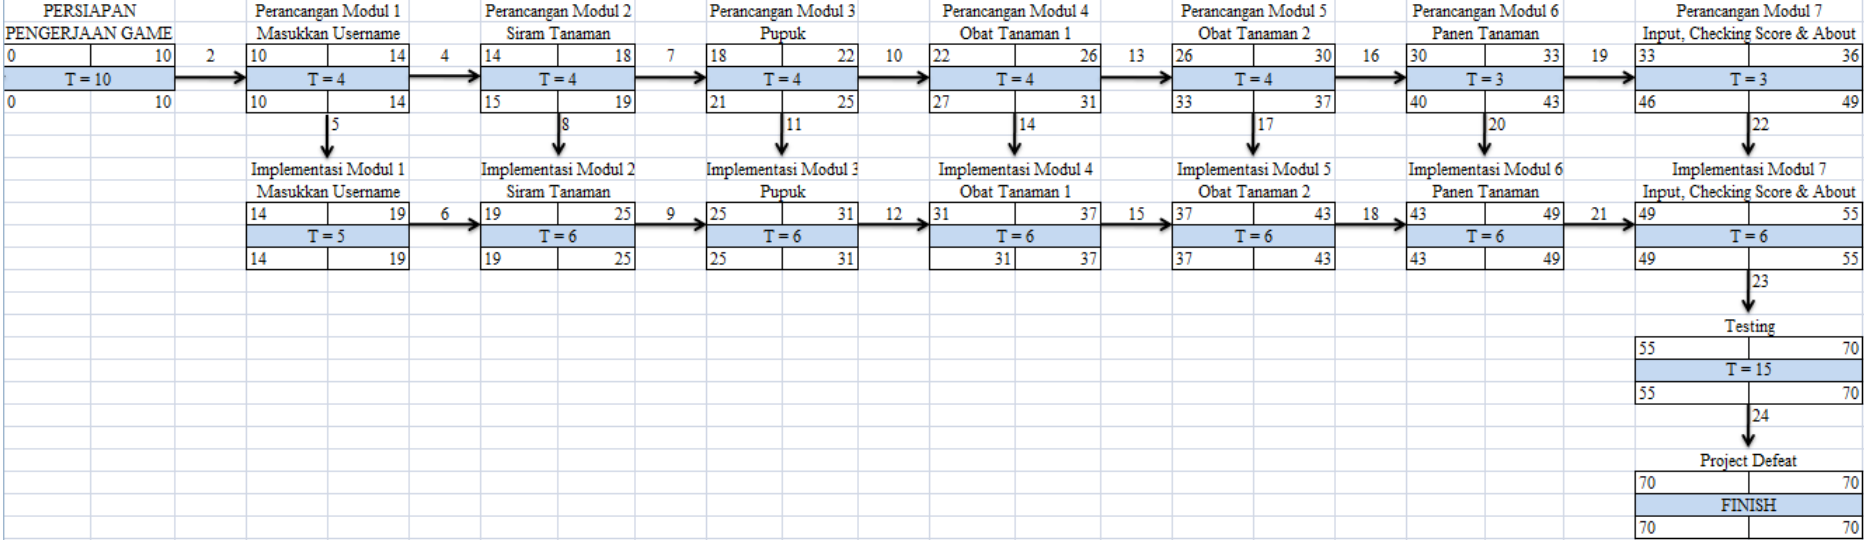 PERSIAPAN Perancangan Modul 1 Perancangan Modul 2 Perancangan Modul 3 Perancangan Modul 4 Perancangan Modul 5 Perancangan Modul 6 Perancangan Modul 7
PENGERJAAN GAME Masukkan Username Siram Tanaman Pupuk Obat Tanaman 1 Obat Tanaman 2 Panen Tanaman Input, Checking Score & About
0 10 2 10 14 4 14 18 7 18 22 10 22 26 13 26 30 16 30 33 19 33 36
T = 10 T = 4 T = 4 T = 4 T = 4 T = 4 T = 3 T = 3
0 10 10 14 15 19 21 25 27 31 33 37 40 43 46 49
5 8 11 14 17 20 22
Implementasi Modul 1 Implementasi Modul 2 Implementasi Modul 3 Implementasi Modul 4 Implementasi Modul 5 Implementasi Modul 6 Implementasi Modul 7
Masukkan Username Siram Tanaman Pupuk Obat Tanaman 1 Obat Tanaman 2 Panen Tanaman Input, Checking Score & About
14 19 6 19 25 9 25 31 12 31 37 15 37 43 18 43 49 21 49 55
T = 5 T = 6 T = 6 T = 6 T = 6 T = 6 T = 6
14 19 19 25 25 31 31 37 37 43 43 49 49 55
23
Testing
55 70
T = 15
55 70
24
Project Defeat
70 70
FINISH
70 70